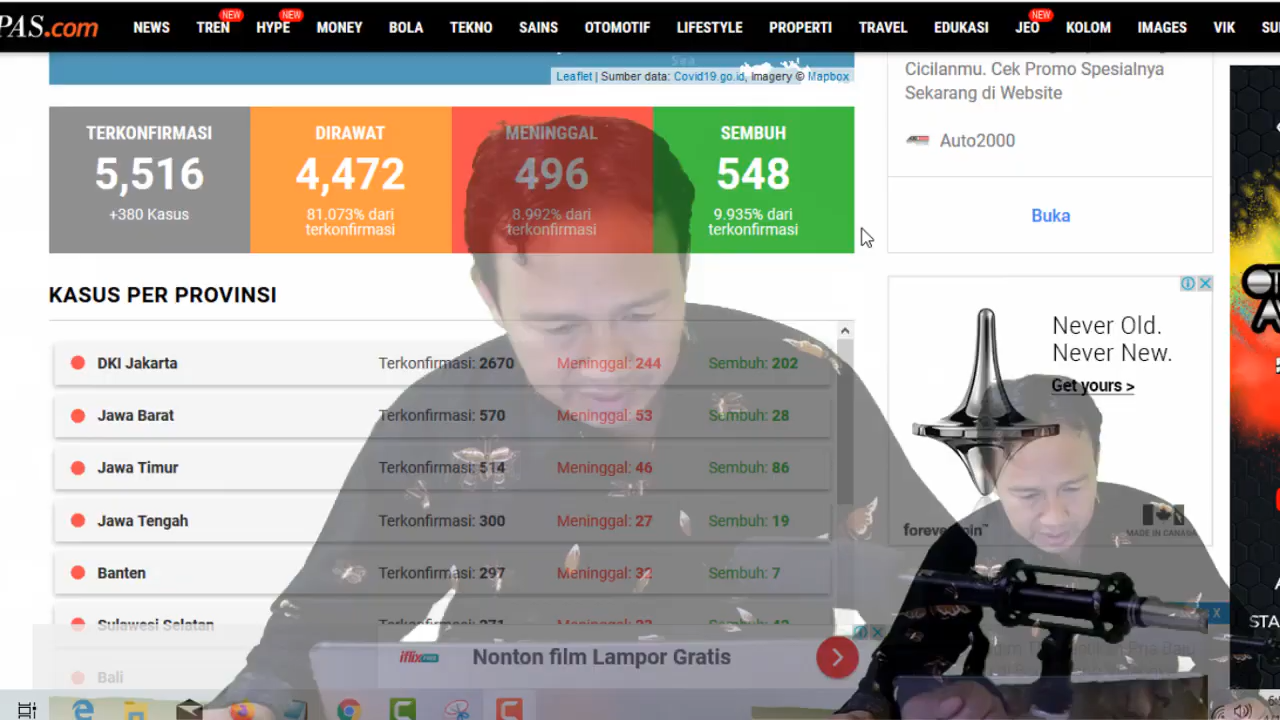 PAS.com
NEWS
TREN
NEW
HYPE
NEW
MONEY
BOLA
TEKNO
SAINS
OTOMOTIF
LIFESTYLE
PROPERTI
TRAVEL
EDUKASI
JEO
NEW
KOLOM
IMAGES
VIK
Leaflet | Sumber data: Covid19.go.id, Imagery © Mapbox
TERKONFIRMASI
5,516
+380 Kasus
DIRAWAT
4,472
81.073% dari
terkonfirmasi
MENINGGAL
496
8.992% dari
terkonfirmasi
SEMBUH
548
9.935% dari
terkonfirmasi
KASUS PER PROVINSI
DKI Jakarta Terkonfirmasi: 2670 Meninggal: 244 Sembuh: 202
Jawa Barat Terkonfirmasi: 570 Meninggal: 53 Sembuh: 28
Jawa Timur Terkonfirmasi: 514 Meninggal: 46 Sembuh: 86
Jawa Tengah Terkonfirmasi: 300 Meninggal: 27 Sembuh: 19
Banten Terkonfirmasi: 297 Meninggal: 32 Sembuh: 7
Sulawesi Selatan
Bali
Cicilanmu. Cek Promo Spesialnya
Sekarang di Website
Auto2000
Buka
Never Old.
Never New.
Get yours >
MADE IN CANADA
iflix
Nonton film Lampor Gratis